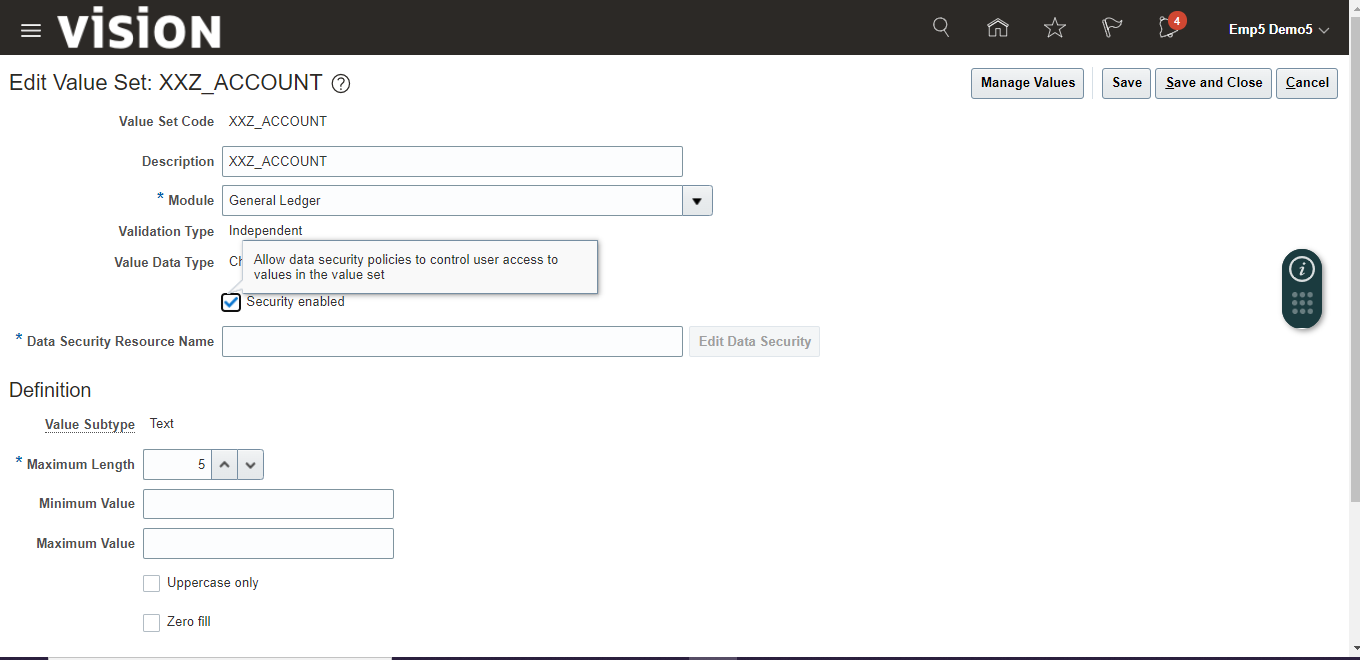 vision
4
Emp5 Demo5
Edit Value Set: XXZ_ACCOUNT ?
Manage Values Save Save and Close Cancel
Value Set Code XXZ_ACCOUNT
Description XXZ_ACCOUNT
* Module General Ledger
Validation Type Independent
Value Data Type
Allow data security policies to control user access to
values in the value set
Security enabled
* Data Security Resource Name Edit Data Security
Definition
Value Subtype Text
* Maximum Length 5
Minimum Value
Maximum Value
Uppercase only
Zero fill